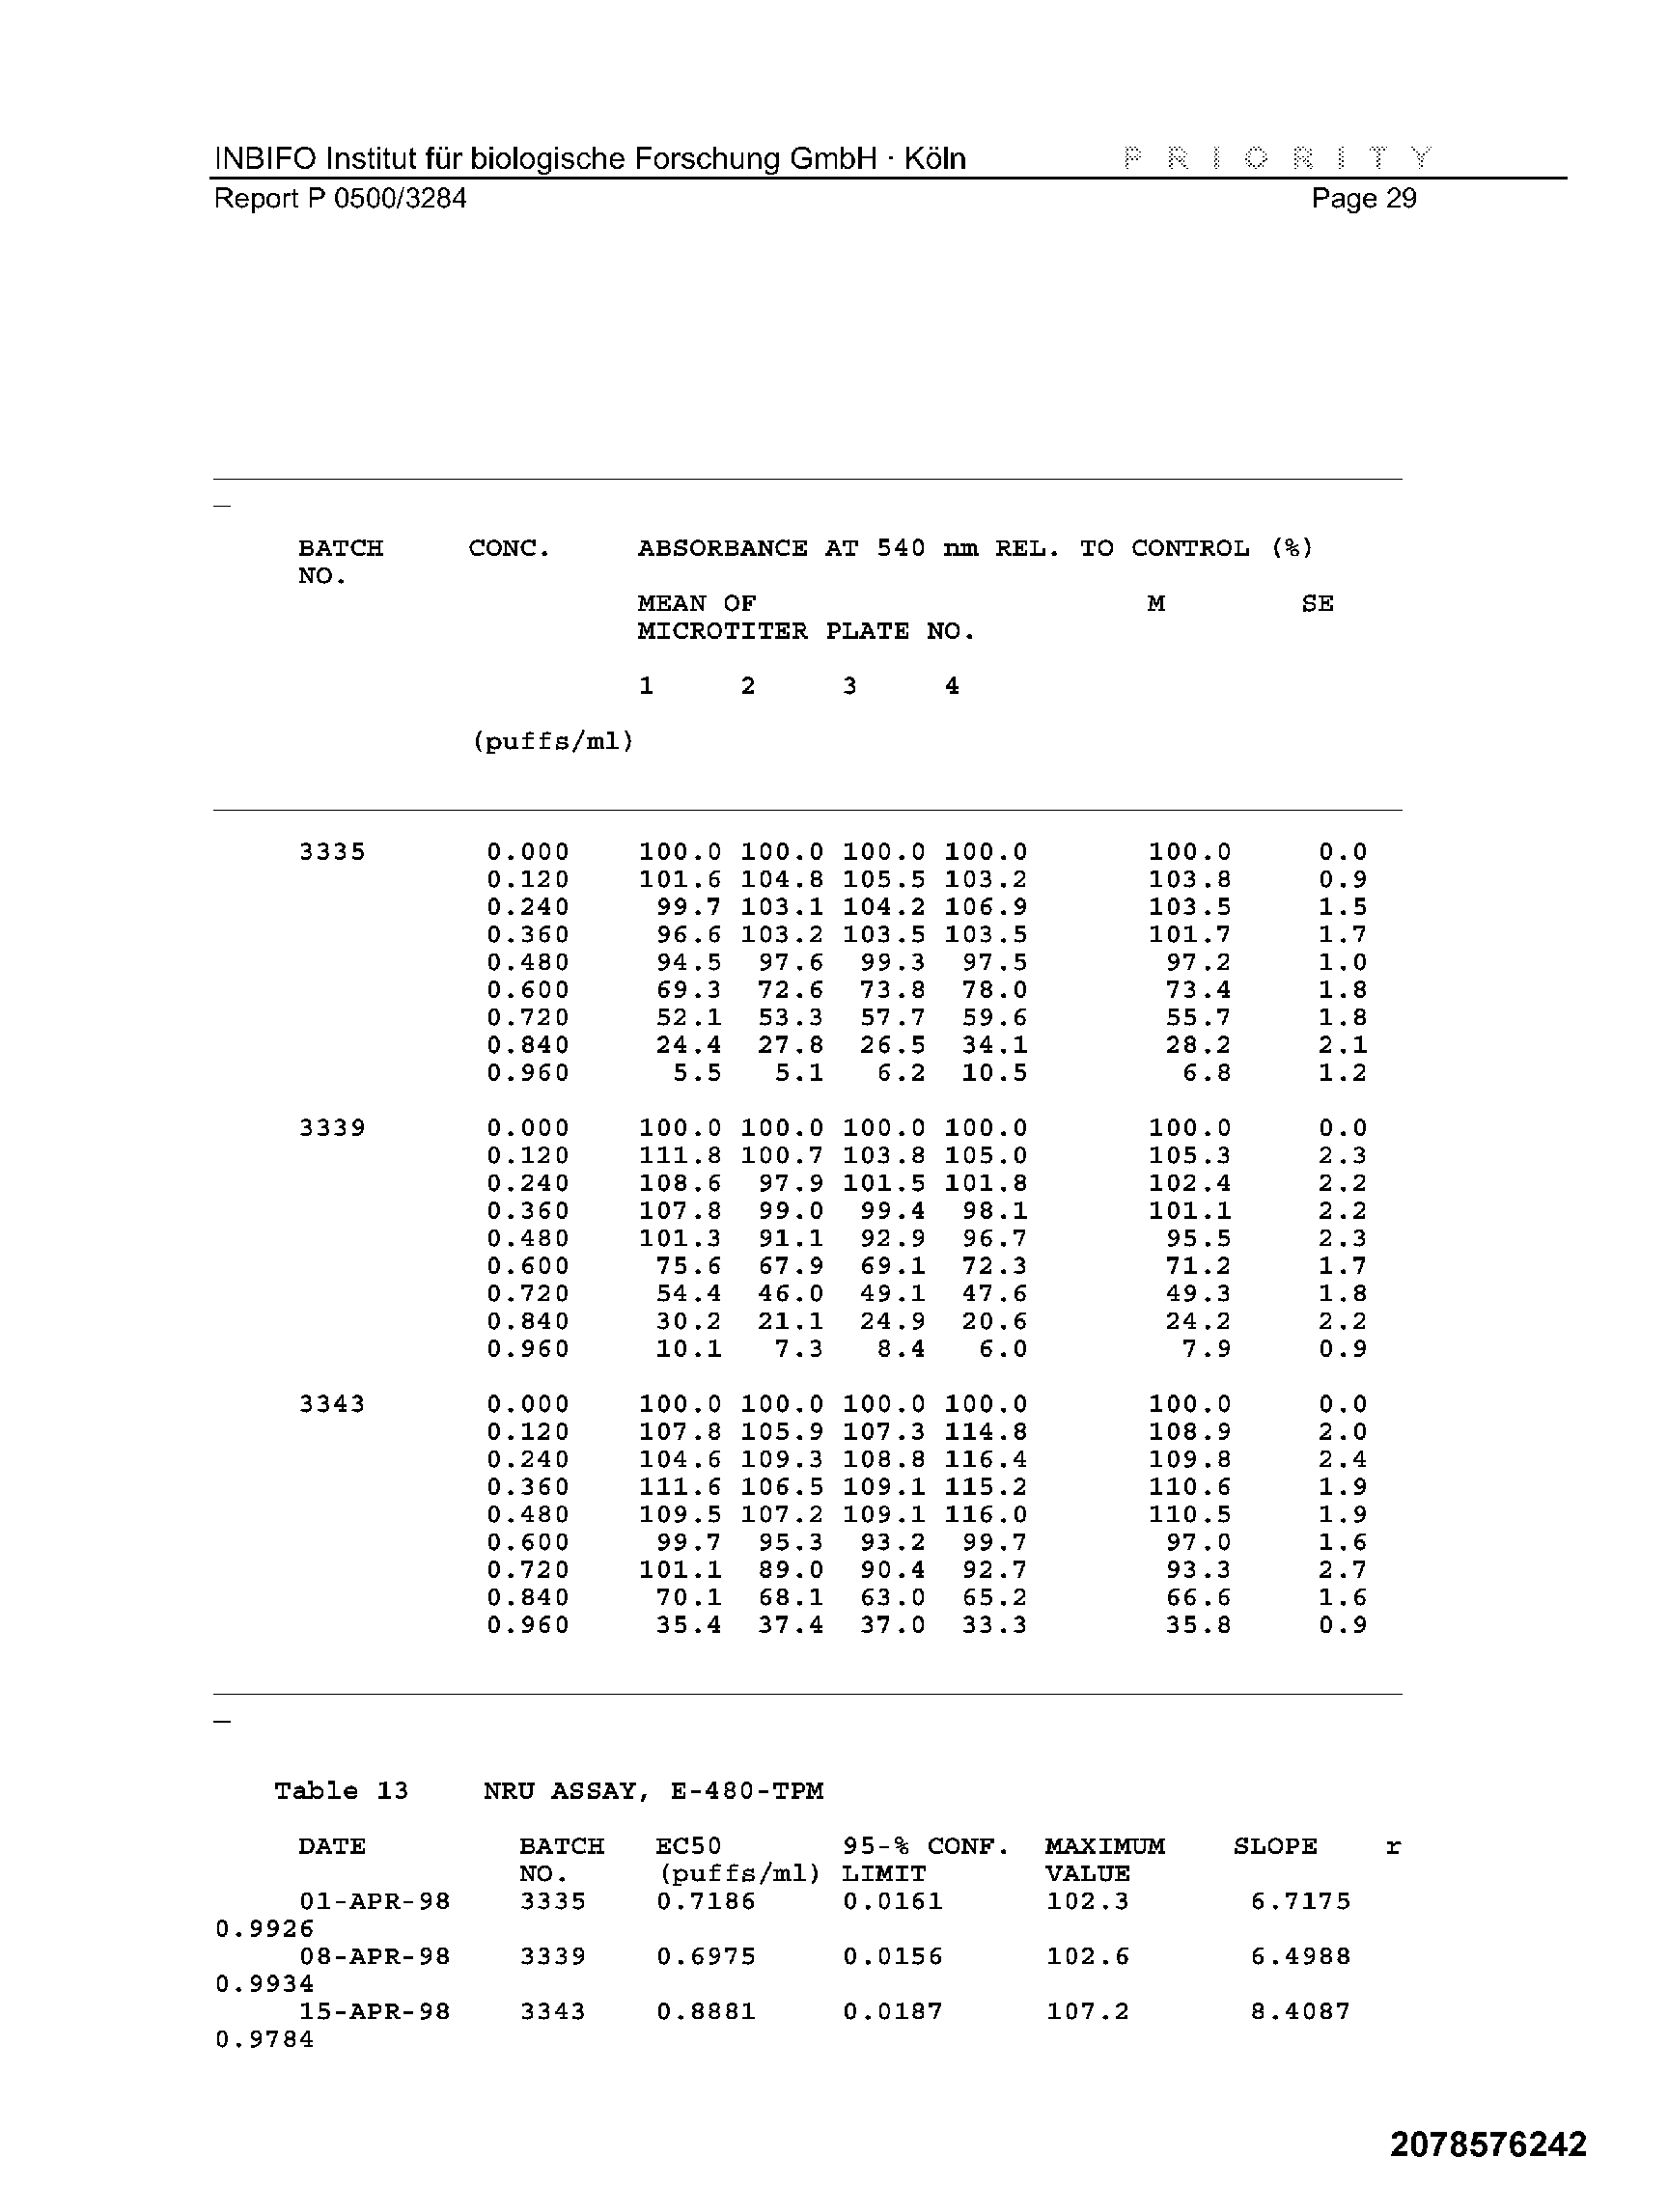 INBIFO Institut für biologische Forschung GmbH · Köln P R I O R I T Y
Report P 0500/3284 Page 29
BATCH CONC. ABSORBANCE AT 540 nm REL. TO CONTROL (%)
NO.
MEAN OF M SE
MICROTITER PLATE NO.
1 2 3 4
(puffs/ml)
3335 0.000 100.0 100.0 100.0 100.0 100.0 0.0
0.120 101.6 104.8 105.5 103.2 103.8 0.9
0.240 99.7 103.1 104.2 106.9 103.5 1.5
0.360 96.6 103.2 103.5 103.5 101.7 1.7
0.480 94.5 97.6 99.3 97.5 97.2 1.0
0.600 69.3 72.6 73.8 78.0 73.4 1.8
0.720 52.1 53.3 57.7 59.6 55.7 1.8
0.840 24.4 27.8 26.5 34.1 28.2 2.1
0.960 5.5 5.1 6.2 10.5 6.8 1.2
3339 0.000 100.0 100.0 100.0 100.0 100.0 0.0
0.120 111.8 100.7 103.8 105.0 105.3 2.3
0.240 108.6 97.9 101.5 101.8 102.4 2.2
0.360 107.8 99.0 99.4 98.1 101.1 2.2
0.480 101.3 91.1 92.9 96.7 95.5 2.3
0.600 75.6 67.9 69.1 72.3 71.2 1.7
0.720 54.4 46.0 49.1 47.6 49.3 1.8
0.840 30.2 21.1 24.9 20.6 24.2 2.2
0.960 10.1 7.3 8.4 6.0 7.9 0.9
3343 0.000 100.0 100.0 100.0 100.0 100.0 0.0
0.120 107.8 105.9 107.3 114.8 108.9 2.0
0.240 104.6 109.3 108.8 116.4 109.8 2.4
0.360 111.6 106.5 109.1 115.2 110.6 1.9
0.480 109.5 107.2 109.1 116.0 110.5 1.9
0.600 99.7 95.3 93.2 99.7 97.0 1.6
0.720 101.1 89.0 90.4 92.7 93.3 2.7
0.840 70.1 68.1 63.0 65.2 66.6 1.6
0.960 35.4 37.4 37.0 33.3 35.8 0.9
Table 13 NRU ASSAY, E-480-TPM
DATE BATCH EC50 95-% CONF. MAXIMUM SLOPE r
NO. (puffs/ml) LIMIT VALUE
01-APR-98 3335 0.7186 0.0161 102.3 6.7175
0.9926
08-APR-98 3339 0.6975 0.0156 102.6 6.4988
0.9934
15-APR-98 3343 0.8881 0.0187 107.2 8.4087
0.9784
2078576242